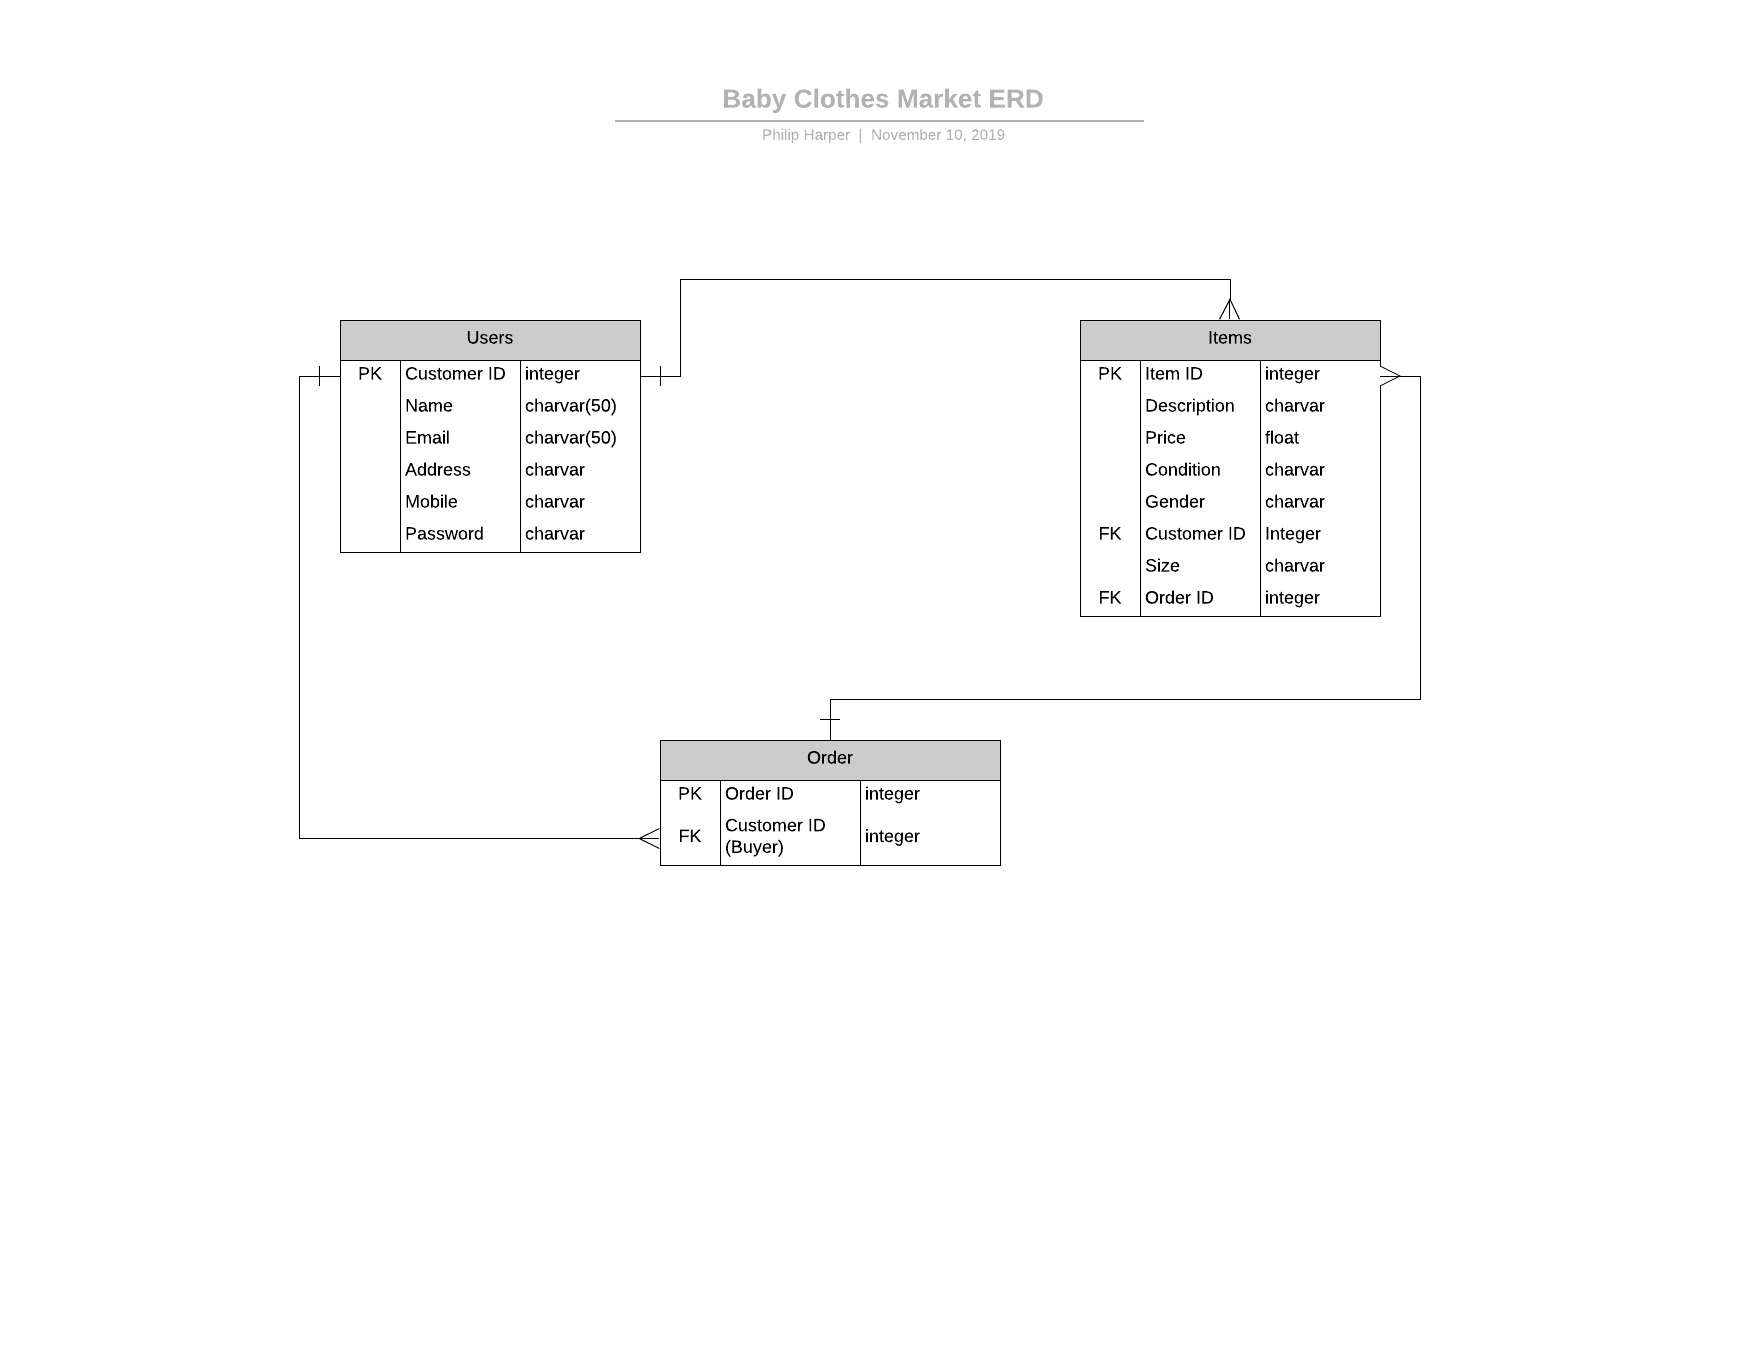 Baby Clothes Market ERD
Philip Harper | November 10, 2019
Users
PK Customer ID integer
Name charvar(50)
Email charvar(50)
Address charvar
Mobile charvar
Password charvar
Items
PK Item ID integer
Description charvar
Price float
Condition charvar
Gender charvar
FK Customer ID Integer
Size charvar
FK Order ID integer
Order
PK Order ID integer
FK Customer ID integer
(Buyer)